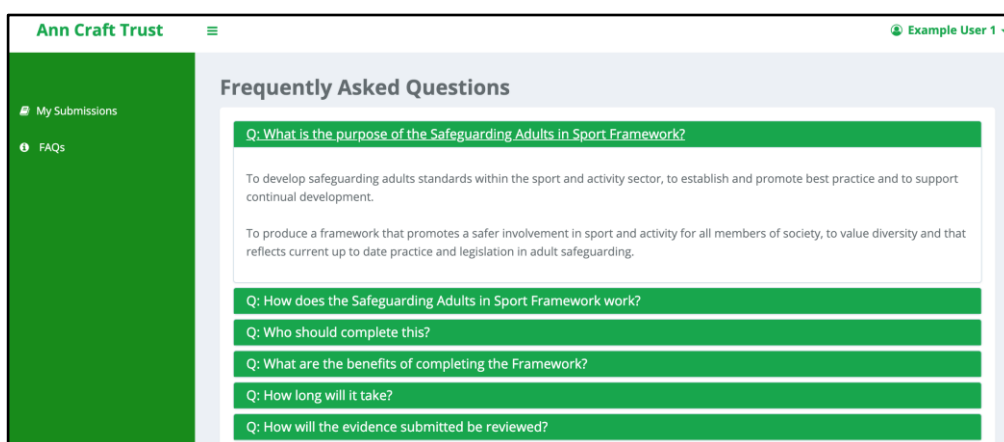 Ann Craft Trust
Example User 1
My Submissions
FAQs
Frequently Asked Questions
Q: What is the purpose of the Safeguarding Adults in Sport Framework?
To develop safeguarding adults standards within the sport and activity sector, to establish and promote best practice and to support
continual development.
To produce a framework that promotes a safer involvement in sport and activity for all members of society, to value diversity and that
reflects current up to date practice and legislation in adult safeguarding.
Q: How does the Safeguarding Adults in Sport Framework work?
Q: Who should complete this?
Q: What are the benefits of completing the Framework?
Q: How long will it take?
Q: How will the evidence submitted be reviewed?